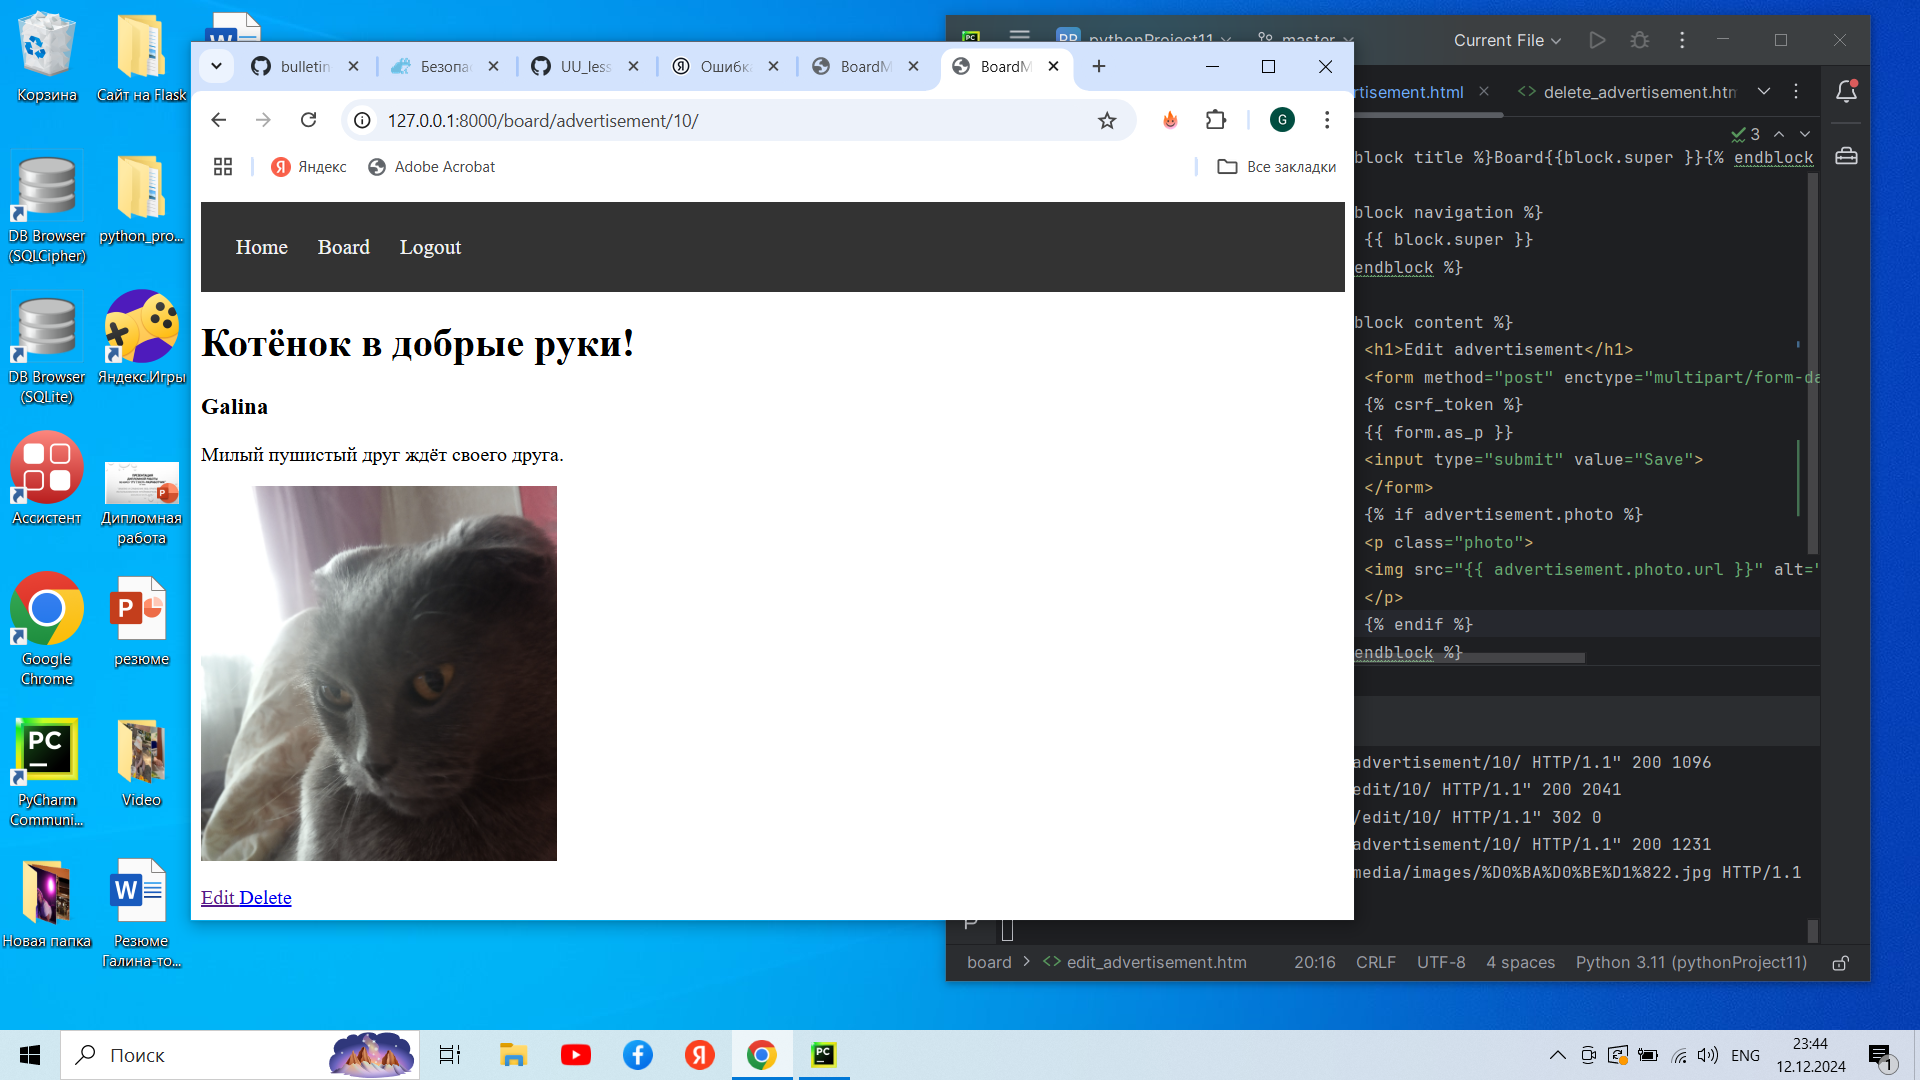 Корзина
Сайт на Flask
DB Browser
(SQLCipher)
python_pro...
DB Browser
(SQLite)
Яндекс.Игры
Ассистент
Дипломная
работа
Google
Chrome
резюме
PyCharm
Communi...
Video
Новая папка
Резюме
Галина-то...
bulletin
Безопас
UU_less
Ошибка
BoardM
BoardM
127.0.0.1:8000/board/advertisement/10/
G
Яндекс
Adobe Acrobat
Все закладки
Home
Board
Logout
Котёнок в добрые руки!
Galina
Милый пушистый друг ждёт своего друга.
Edit Delete
pythonProject11
master
Current File
rtisement.html
delete_advertisement.htm
3
block title %}Board{{block.super }}{% endblock
block navigation %}
{{ block.super }}
endblock %}
block content %}
<h1>Edit advertisement</h1>
<form method="post" enctype="multipart/form-da
{% csrf_token %}
{{ form.as_p }}
<input type="submit" value="Save">
</form>
{% if advertisement.photo %}
<p class="photo">
<img src="{{ advertisement.photo.url }}" alt="
</p>
{% endif %}
endblock %}
advertisement/10/ HTTP/1.1" 200 1096
edit/10/ HTTP/1.1" 200 2041
/edit/10/ HTTP/1.1" 302 0
advertisement/10/ HTTP/1.1" 200 1231
media/images/%D0%BA%D0%BE%D1%822.jpg HTTP/1.1
board > <> edit_advertisement.htm
20:16
CRLF
UTF-8
4 spaces
Python 3.11 (pythonProject11)
Поиск
ENG
23:44
12.12.2024
1